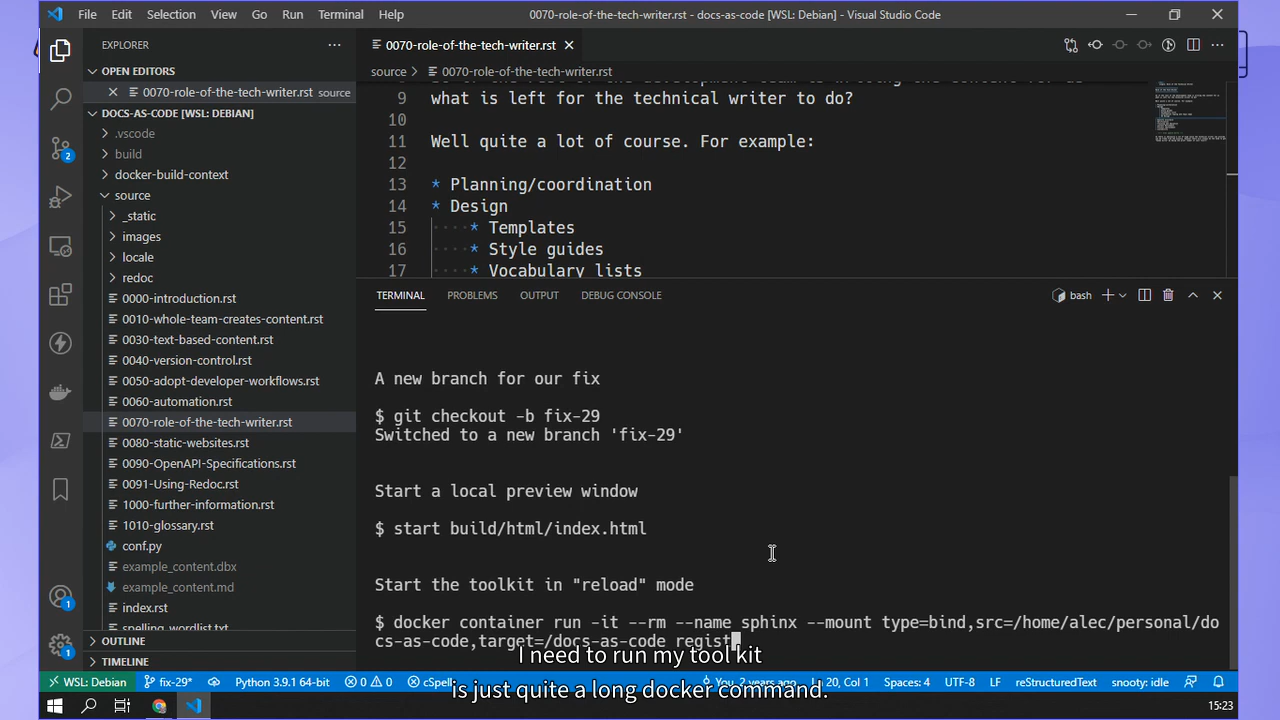 File Edit Selection View Go Run Terminal Help
0070-role-of-the-tech-writer.rst - docs-as-code [WSL: Debian] - Visual Studio Code
EXPLORER
OPEN EDITORS
0070-role-of-the-tech-writer.rst source
DOCS-AS-CODE [WSL: DEBIAN]
.vscode
build
docker-build-context
source
_static
images
locale
redoc
0000-introduction.rst
0010-whole-team-creates-content.rst
0030-text-based-content.rst
0040-version-control.rst
0050-adopt-developer-workflows.rst
0060-automation.rst
0070-role-of-the-tech-writer.rst
0080-static-websites.rst
0090-OpenAPI-Specifications.rst
0091-Using-Redoc.rst
1000-further-information.rst
1010-glossary.rst
conf.py
example_content.dbx
example_content.md
index.rst
spelling_wordlist.txt
OUTLINE
TIMELINE
2
1
1
0070-role-of-the-tech-writer.rst
source > 0070-role-of-the-tech-writer.rst
9 what is left for the technical writer to do?
10
11 Well quite a lot of course. For example:
12
13 * Planning/coordination
14 * Design
15 ····* Templates
16 ····* Style guides
17 ····* Vocabulary lists
TERMINAL PROBLEMS OUTPUT DEBUG CONSOLE
bash
A new branch for our fix
$ git checkout -b fix-29
Switched to a new branch 'fix-29'
Start a local preview window
$ start build/html/index.html
Start the toolkit in "reload" mode
$ docker container run -it --rm --name sphinx --mount type=bind,src=/home/alec/personal/do
cs-as-code,target=/docs-as-code regist
I need to run my tool kit
is just quite a long docker command.
WSL: Debian fix-29* Python 3.9.1 64-bit 0 0 cSpell You, 2 years ago Ln 20, Col 1 Spaces: 4 UTF-8 LF reStructuredText snooty: idle
15:23